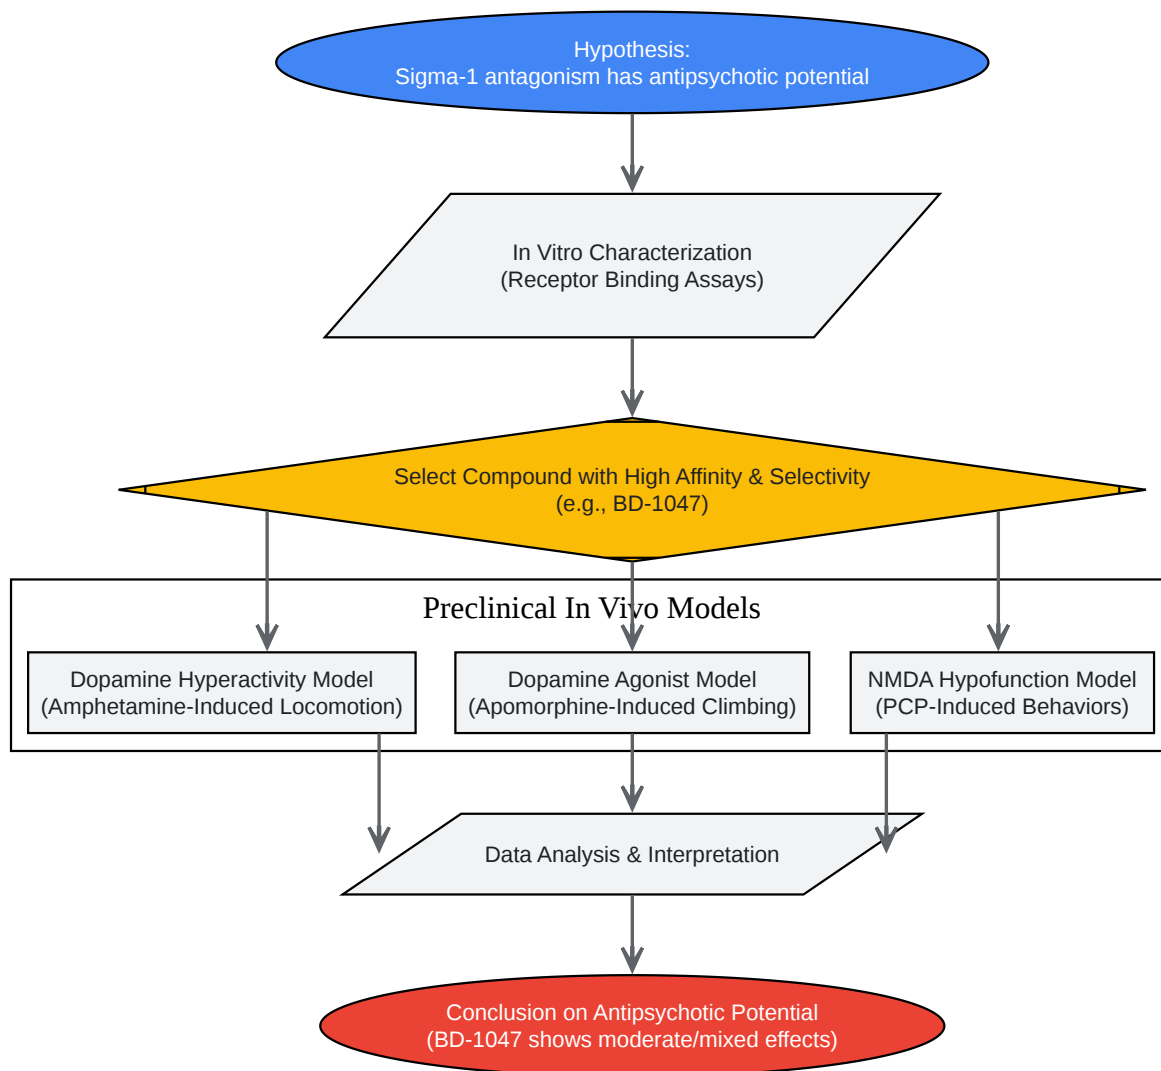 Hypothesis:
Sigma-1 antagonism has antipsychotic potential
In Vitro Characterization
(Receptor Binding Assays)
Select Compound with High Affinity & Selectivity
(e.g., BD-1047)
Preclinical In Vivo Models
Dopamine Hyperactivity Model
(Amphetamine-Induced Locomotion)
Dopamine Agonist Model
(Apomorphine-Induced Climbing)
NMDA Hypofunction Model
(PCP-Induced Behaviors)
Data Analysis & Interpretation
Conclusion on Antipsychotic Potential
(BD-1047 shows moderate/mixed effects)